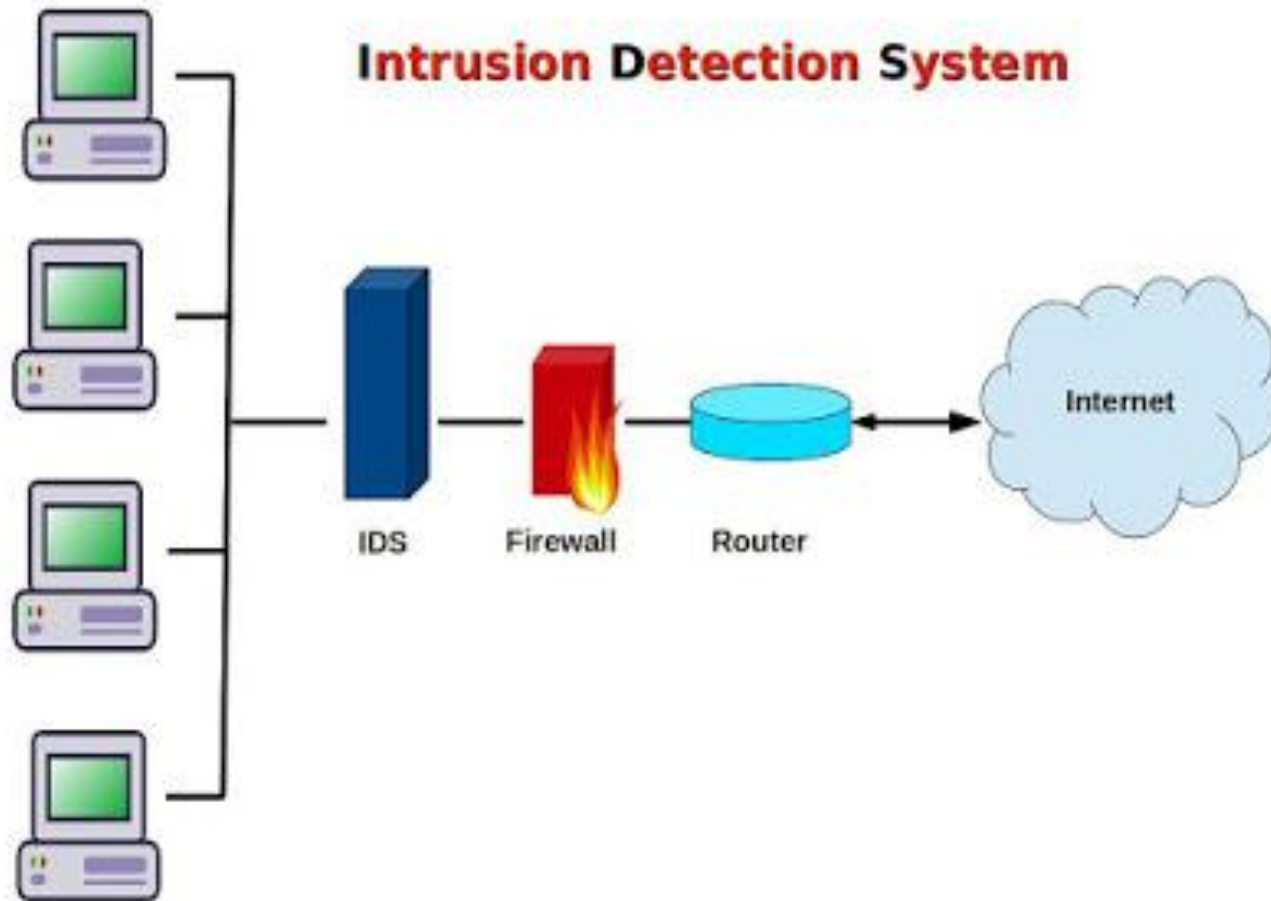 Intrusion Detection System
Internet
IDS
Firewall
Router